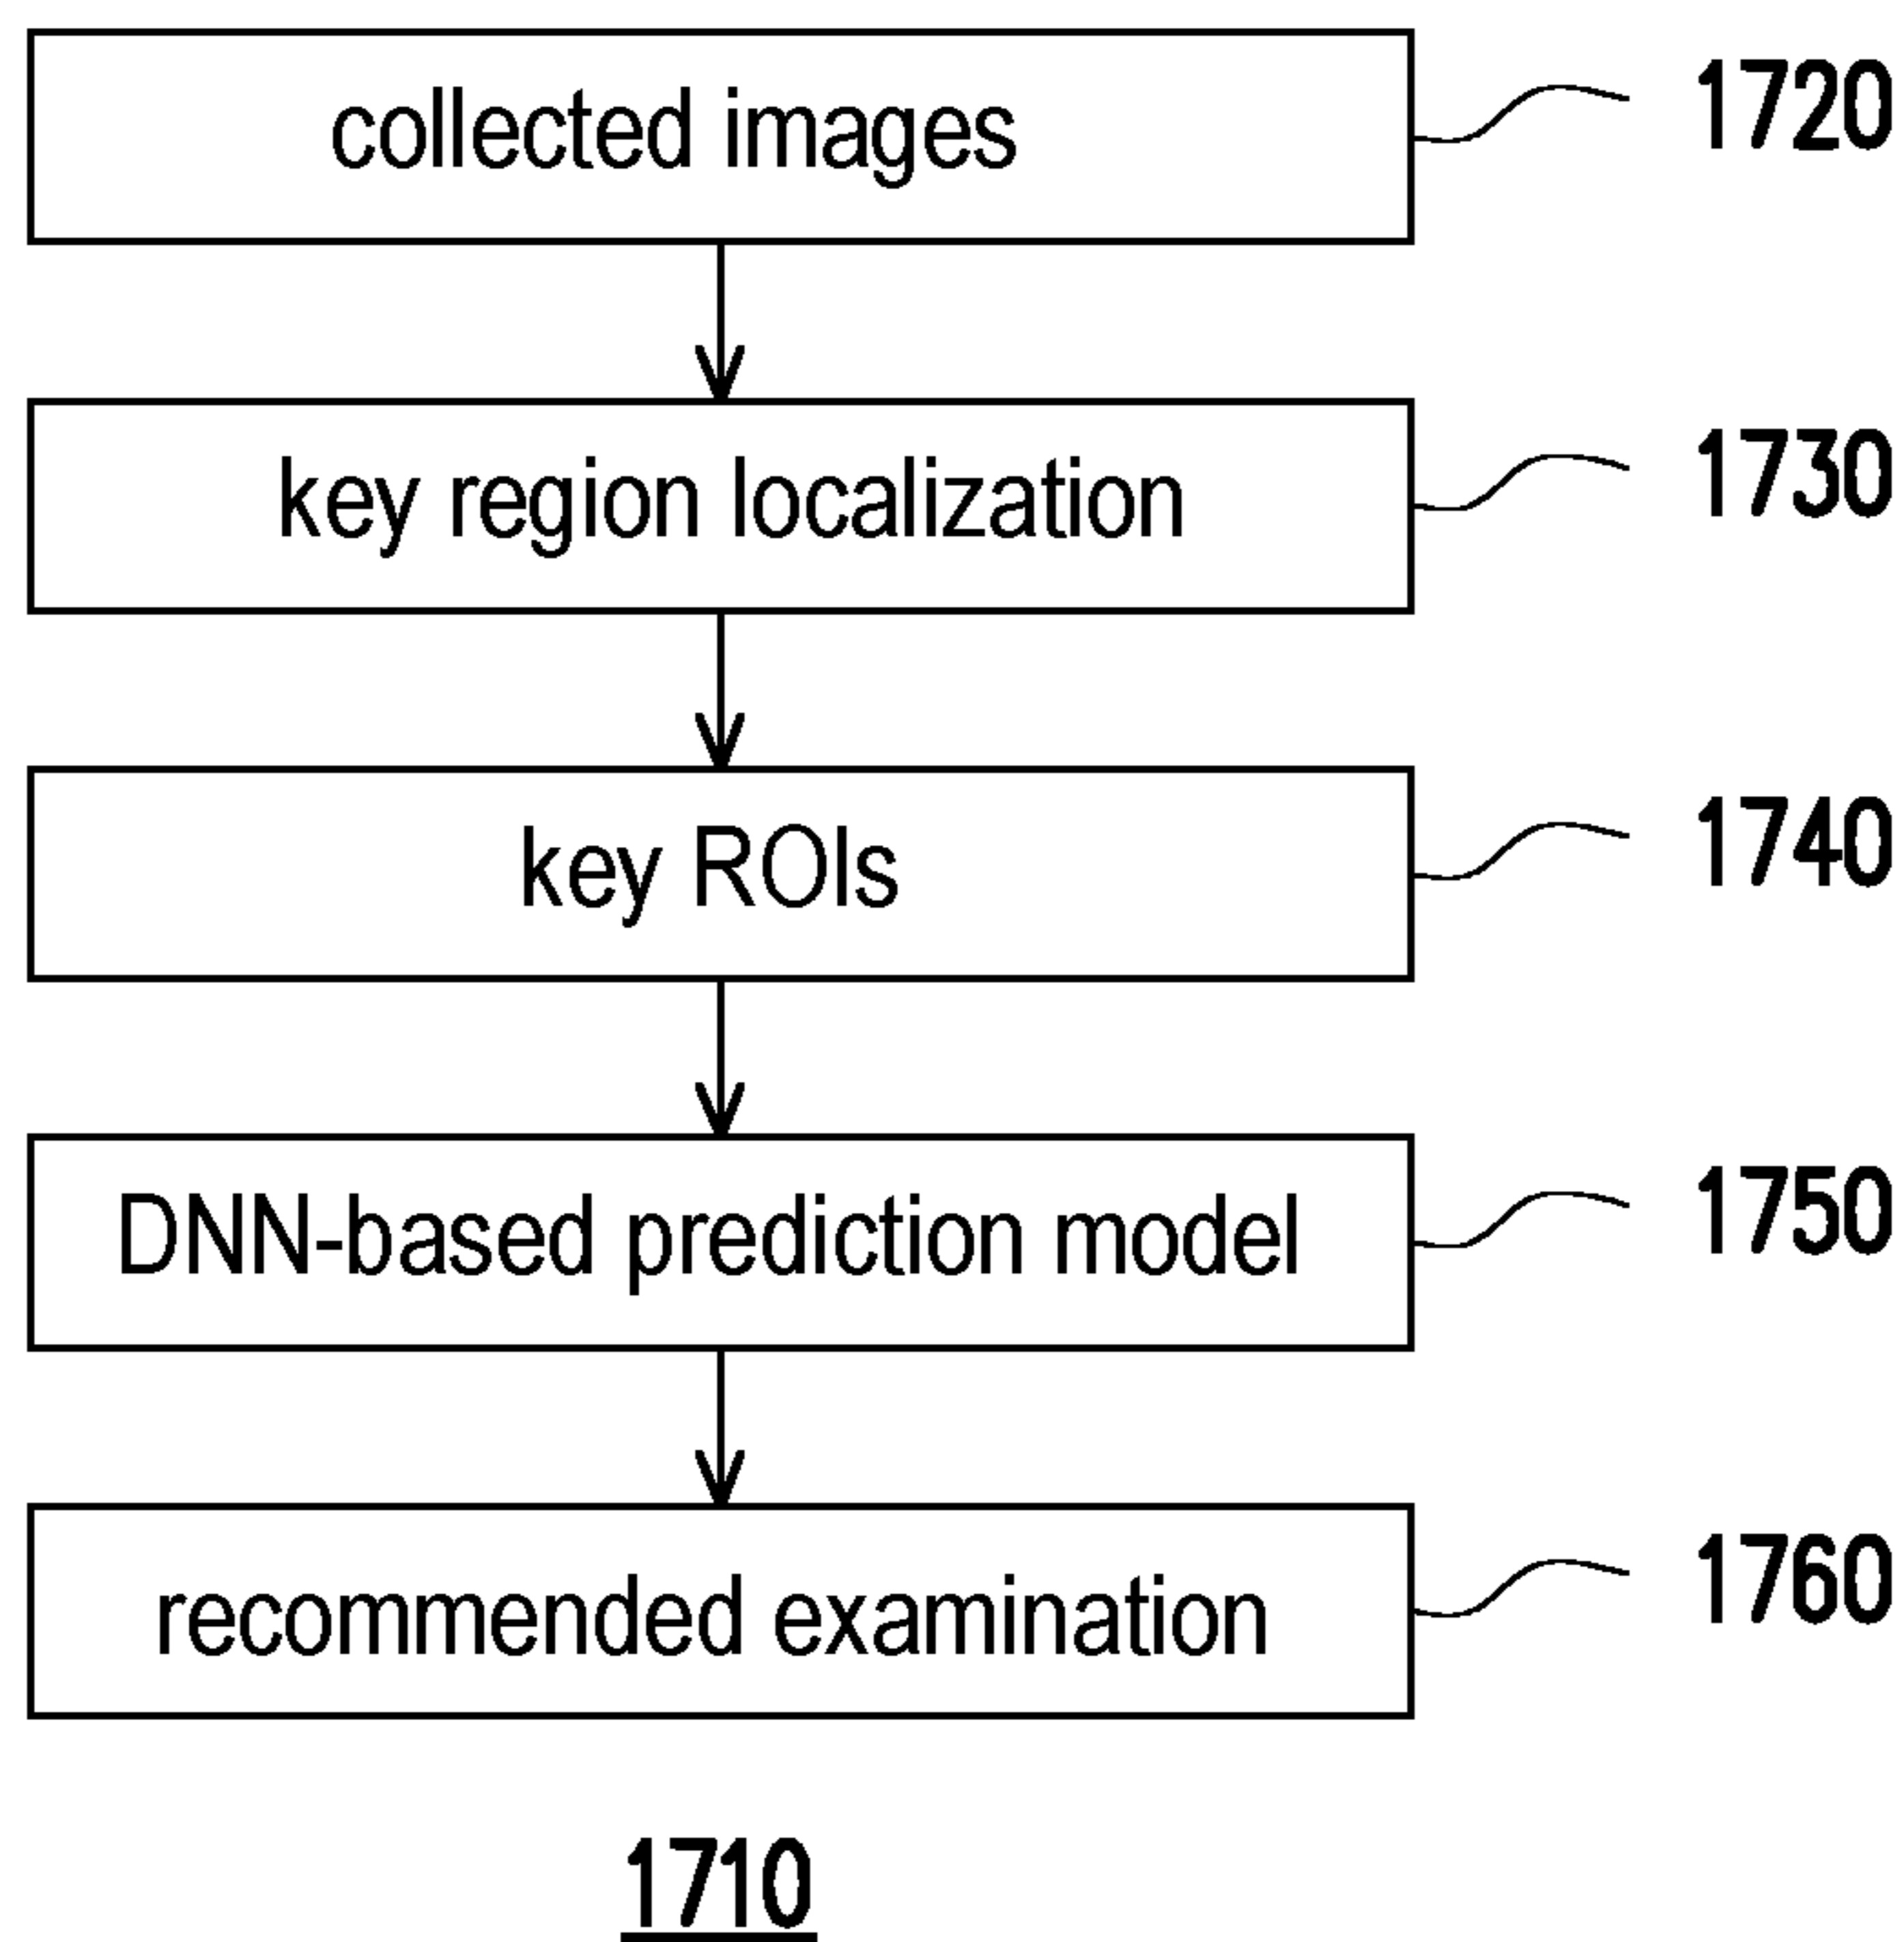 collected images
1720
key region localization
1730
key ROIs
1740
DNN-based prediction model
1750
recommended examination
1760
1710